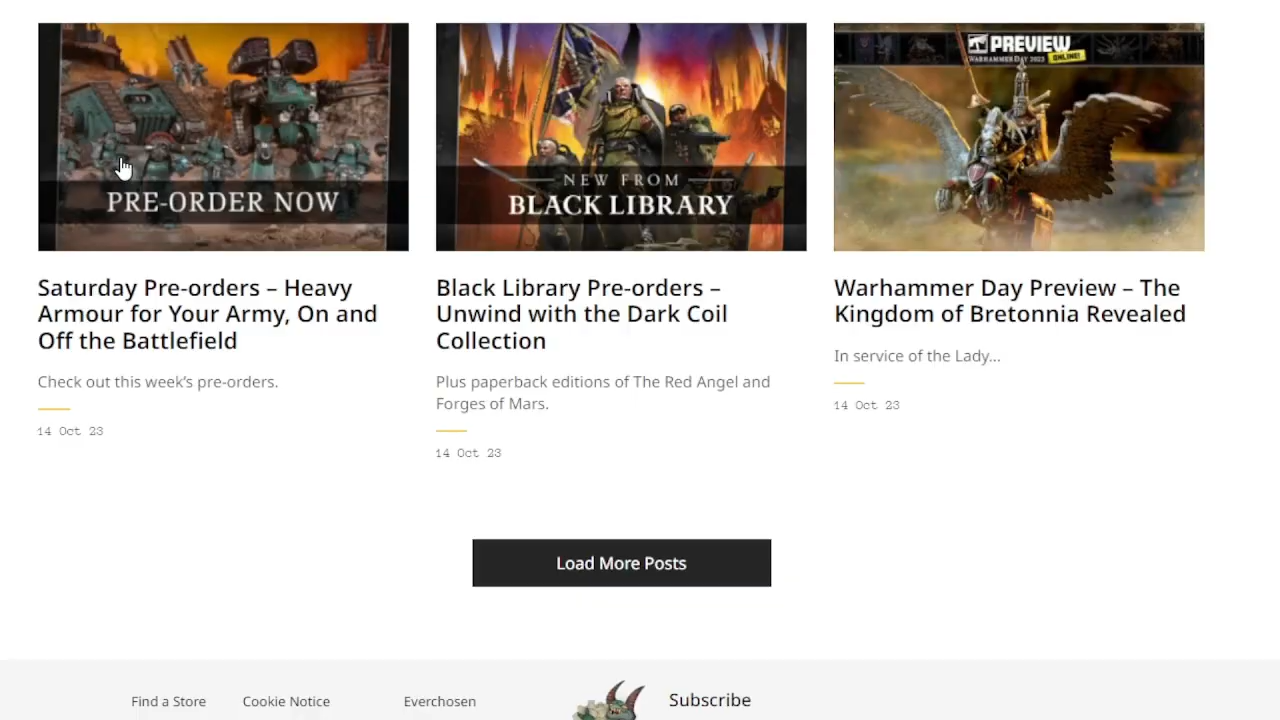 PRE-ORDER NOW
NEW FROM
BLACK LIBRARY
PREVIEW
WARHAMMER DAY 2023
ONLINE!
Saturday Pre-orders – Heavy
Armour for Your Army, On and
Off the Battlefield
Check out this week's pre-orders.
14 Oct 23
Black Library Pre-orders –
Unwind with the Dark Coil
Collection
Plus paperback editions of The Red Angel and
Forges of Mars.
14 Oct 23
Warhammer Day Preview – The
Kingdom of Bretonnia Revealed
In service of the Lady...
14 Oct 23
Load More Posts
Find a Store
Cookie Notice
Everchosen
Subscribe